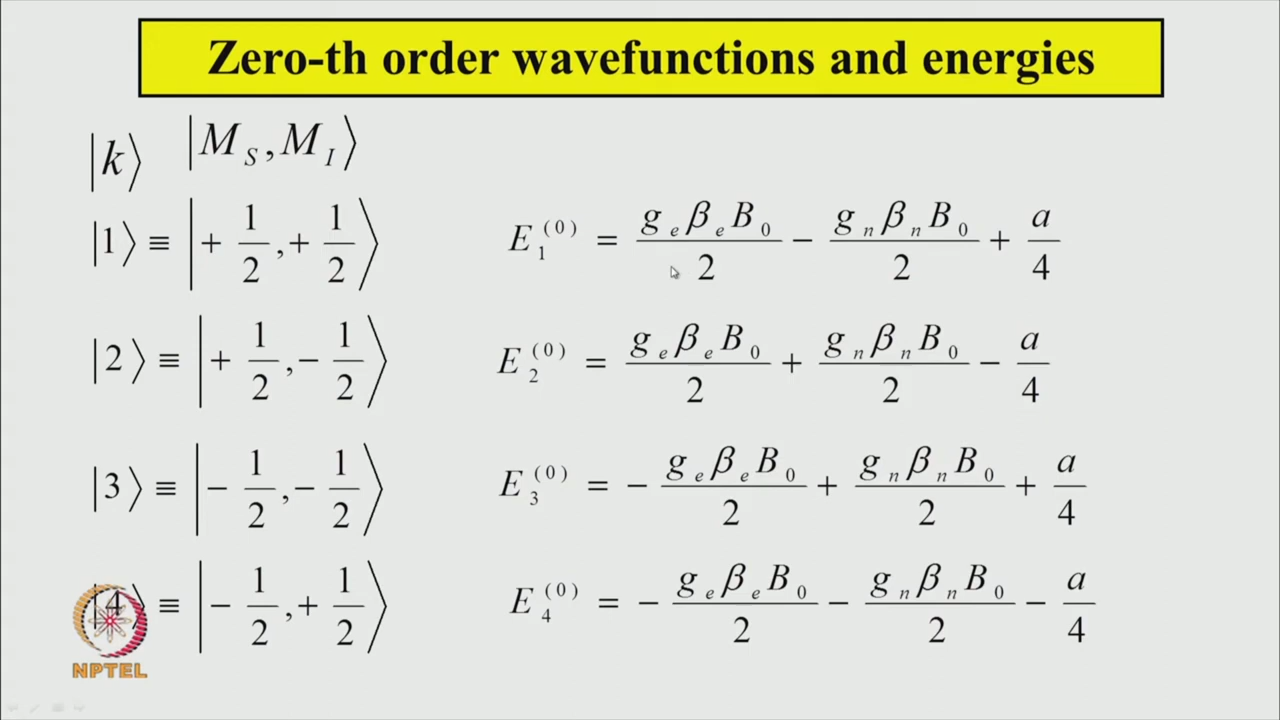 Zero-th order wavefunctions and energies
|k⟩ |M_S, M_I⟩
|1⟩ ≡ |+ 1/2, + 1/2⟩ E_1^(0) = g_e β_e B_0 / 2 − g_n β_n B_0 / 2 + a / 4
|2⟩ ≡ |+ 1/2, − 1/2⟩ E_2^(0) = g_e β_e B_0 / 2 + g_n β_n B_0 / 2 − a / 4
|3⟩ ≡ |− 1/2, − 1/2⟩ E_3^(0) = − g_e β_e B_0 / 2 + g_n β_n B_0 / 2 + a / 4
|4⟩ ≡ |− 1/2, + 1/2⟩ E_4^(0) = − g_e β_e B_0 / 2 − g_n β_n B_0 / 2 − a / 4
NPTEL